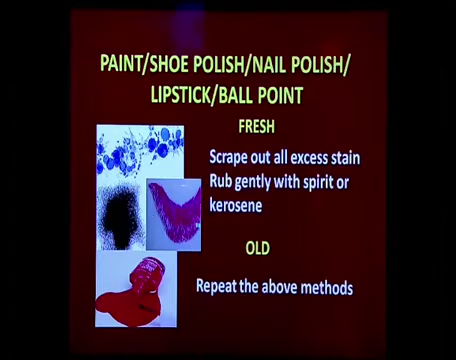 PAINT/SHOE POLISH/NAIL POLISH/
LIPSTICK/BALL POINT
FRESH
Scrape out all excess stain
Rub gently with spirit or
kerosene
OLD
Repeat the above methods